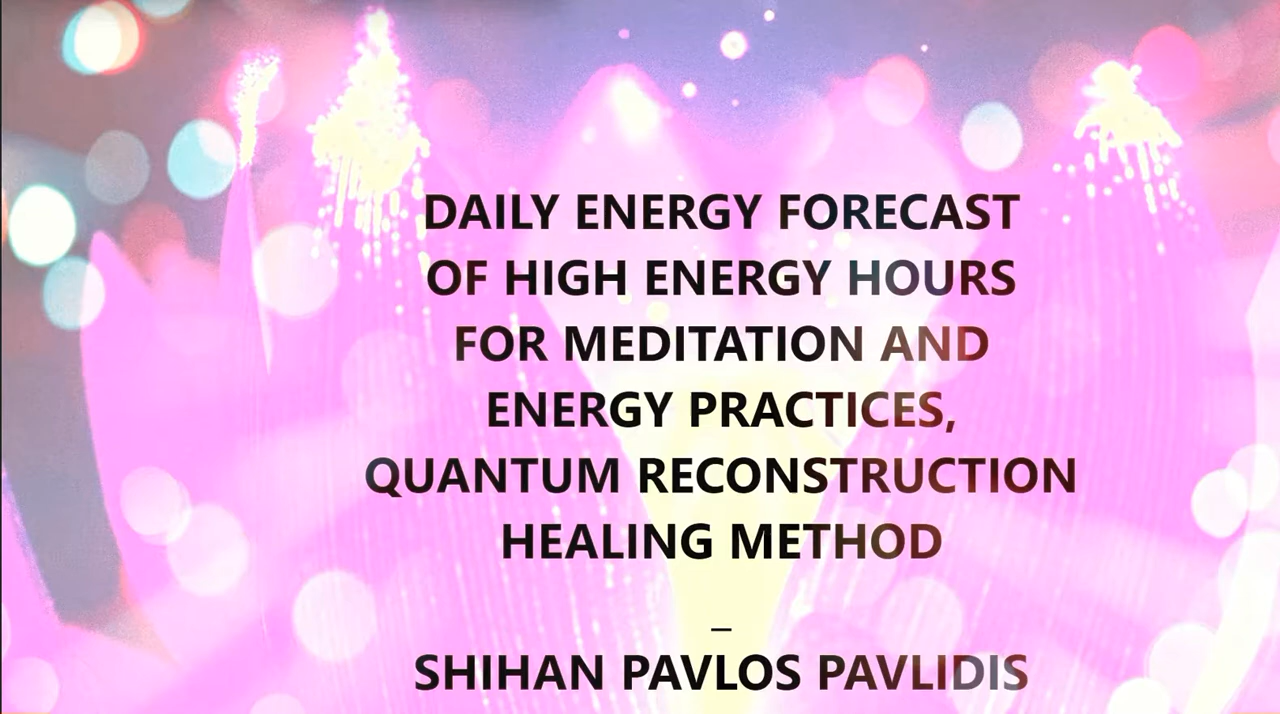 DAILY ENERGY FORECAST
OF HIGH ENERGY HOURS
FOR MEDITATION AND
ENERGY PRACTICES,
QUANTUM RECONSTRUCTION
HEALING METHOD
_
SHIHAN PAVLOS PAVLIDIS